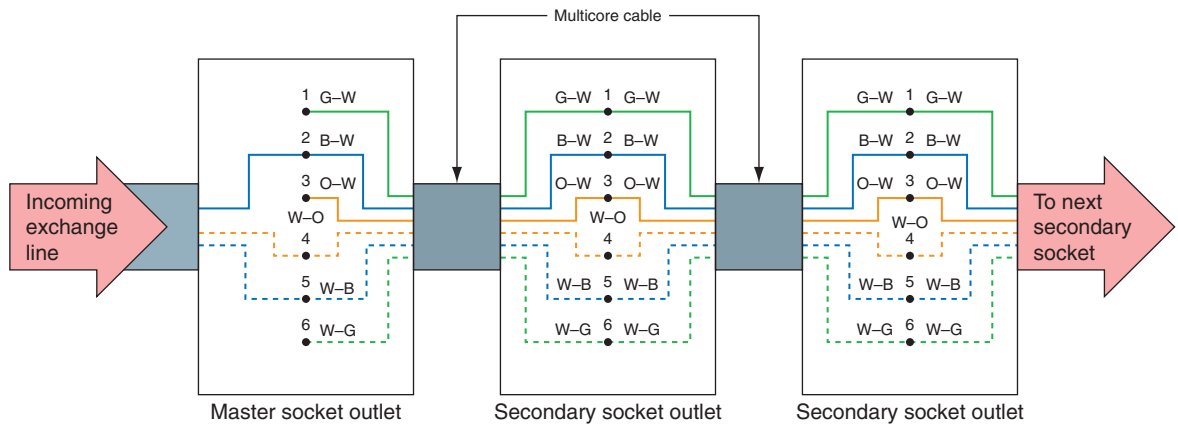 Multicore cable
Incoming
exchange
line
1 G–W
2 B–W
3 O–W
W–O
4
5 W–B
6 W–G
Master socket outlet
G–W 1 G–W
B–W 2 B–W
O–W 3 O–W
W–O
4
W–B 5 W–B
W–G 6 W–G
Secondary socket outlet
G–W 1 G–W
B–W 2 B–W
O–W 3 O–W
W–O
4
W–B 5 W–B
W–G 6 W–G
Secondary socket outlet
To next
secondary
socket